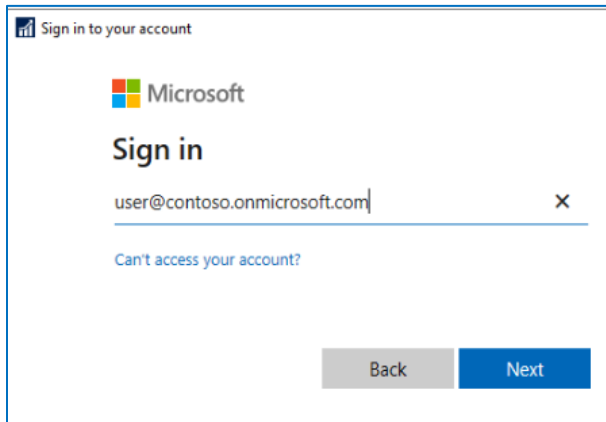 Sign in to your account
Microsoft
Sign in
user@contoso.onmicrosoft.com
Can't access your account?
Back Next